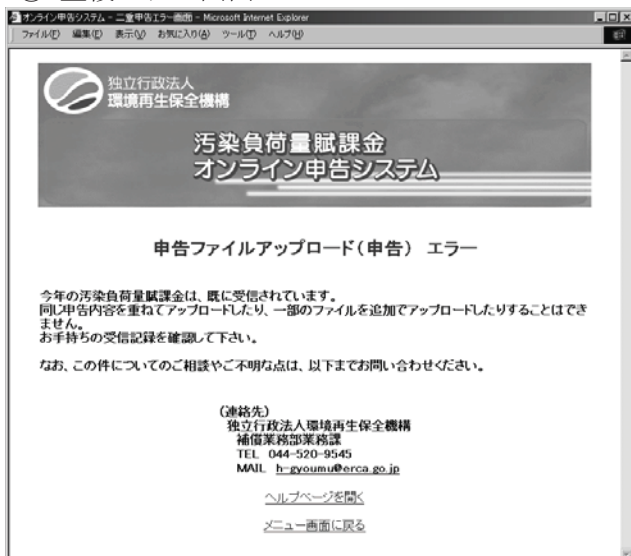 オンライン申告システム - 二重申告エラー画面 - Microsoft Internet Explorer
ファイル(F) 編集(E) 表示(V) お気に入り(A) ツール(T) ヘルプ(H)
独立行政法人
環境再生保全機構
汚染負荷量賦課金
オンライン申告システム
申告ファイルアップロード(申告) エラー
今年の汚染負荷量賦課金は、既に受信されています。
同じ申告内容を重ねてアップロードしたり、一部のファイルを追加でアップロードしたりすることはでき
ません。
お手持ちの受信記録を確認して下さい。
なお、この件についてのご相談やご不明な点は、以下までお問い合わせください。
(連絡先)
独立行政法人環境再生保全機構
補償業務部業務課
TEL 044-520-9545
MAIL h-gyoumu@erca.go.jp
ヘルプページを開く
メニュー画面に戻る